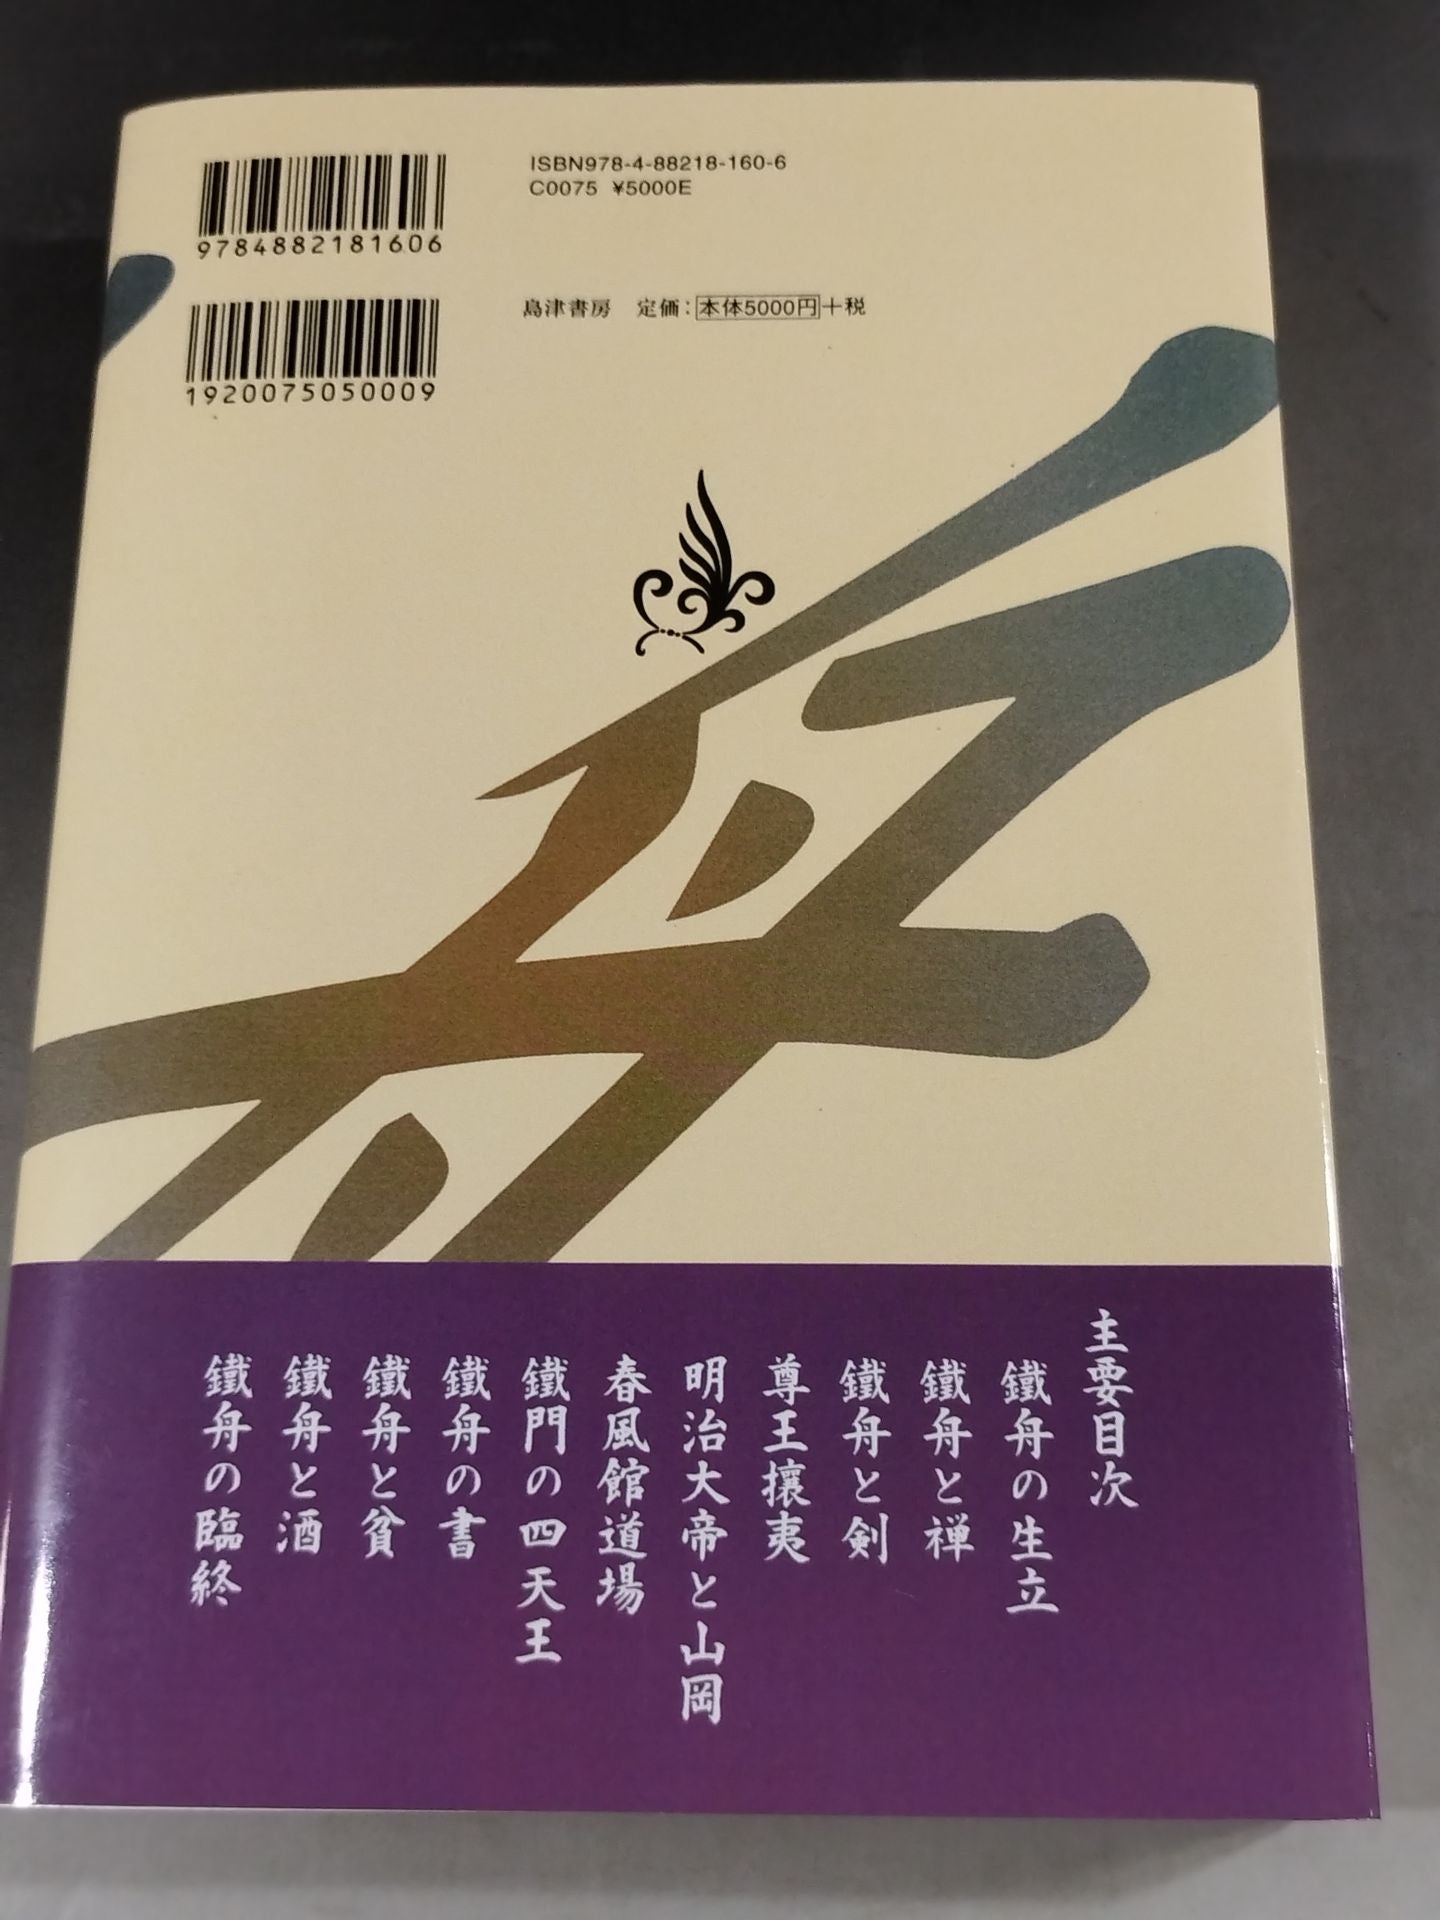 ISBN978-4-88218-160-6
C0075 ¥5000E
9784882181606
島津書房 定価：本体5000円+税
1920075050009
主要目次
鐵舟の生立
鐵舟と禅
鐵舟と剣
尊王攘夷
明治大帝と山岡
春風館道場
鐵門の四天王
鐵舟の書
鐵舟と貧
鐵舟と酒
鐵舟の臨終